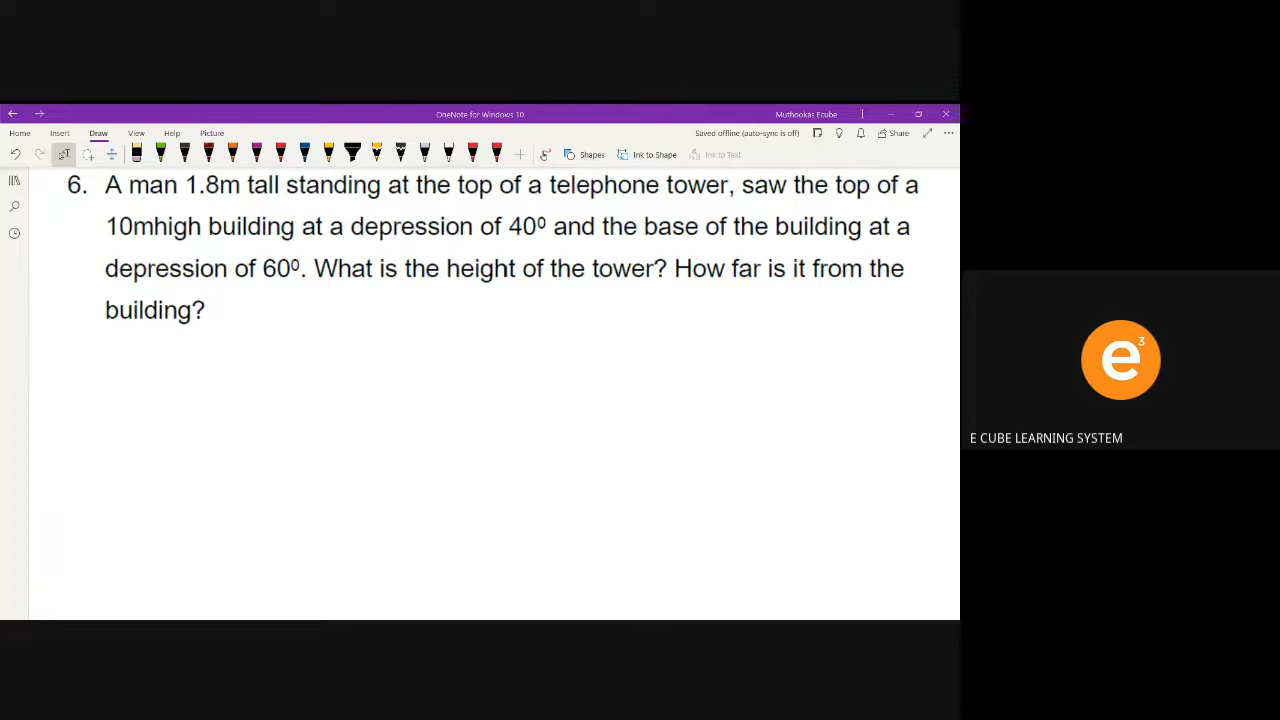 OneNote for Windows 10
Muthookas Ecube
Home Insert Draw View Help Picture
Saved offline (auto-sync is off) Share
Shapes Ink to Shape Ink to Text
6. A man 1.8m tall standing at the top of a telephone tower, saw the top of a
10mhigh building at a depression of 40⁰ and the base of the building at a
depression of 60⁰. What is the height of the tower? How far is it from the
building?
e³
E CUBE LEARNING SYSTEM